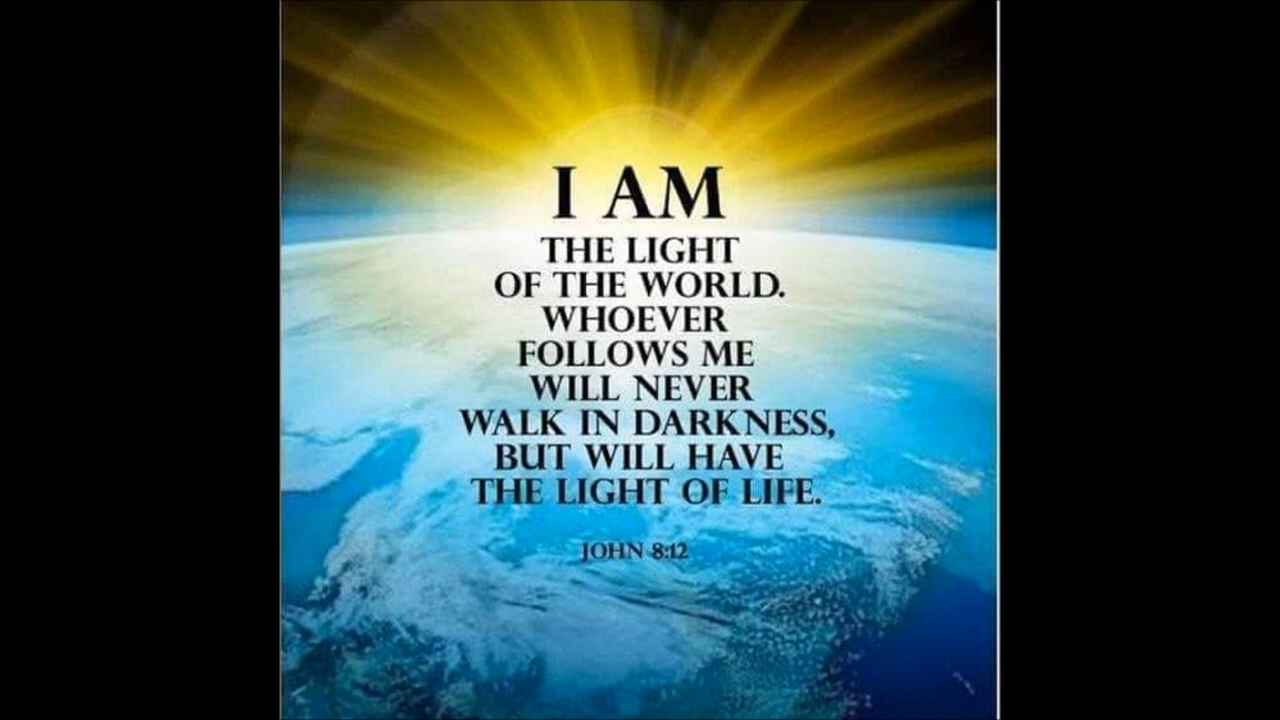 I AM
THE LIGHT
OF THE WORLD.
WHOEVER
FOLLOWS ME
WILL NEVER
WALK IN DARKNESS,
BUT WILL HAVE
THE LIGHT OF LIFE.
JOHN 8:12